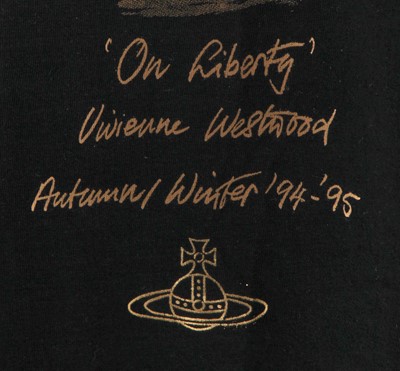 'On Liberty'
Vivienne Westwood
Autumn/Winter '94-'95